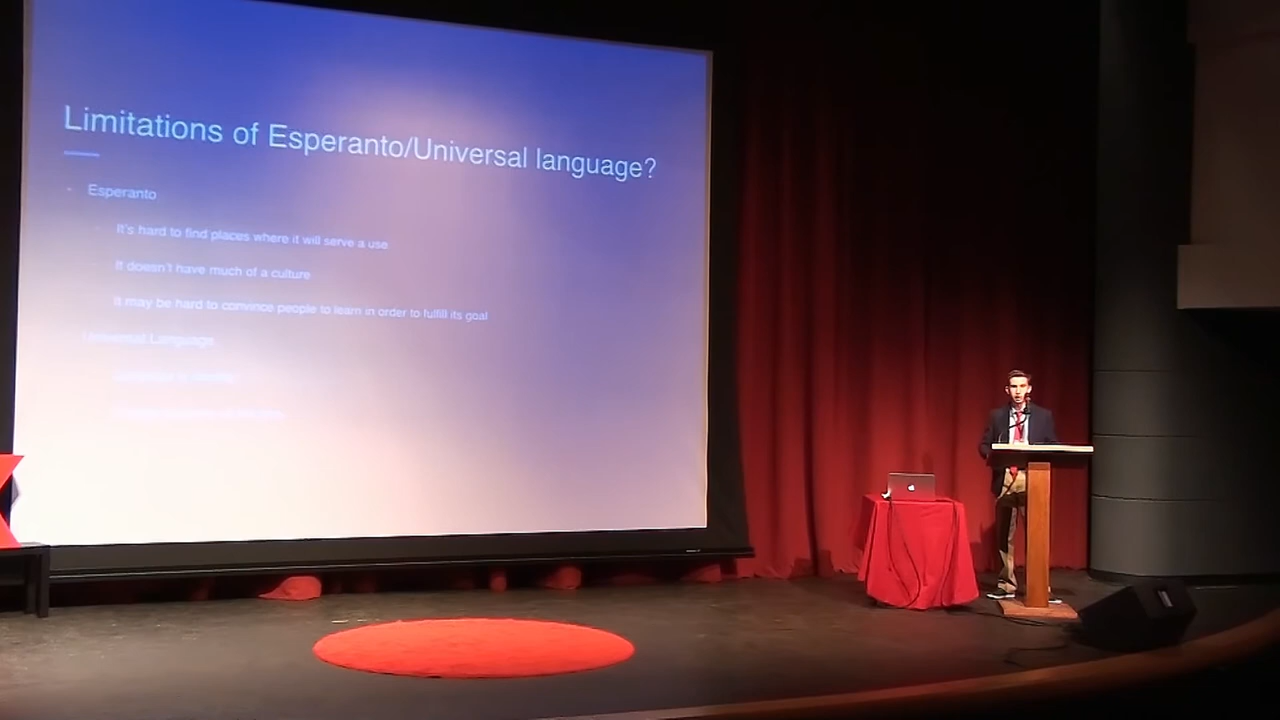 Limitations of Esperanto/Universal language?
Esperanto
It's hard to find places where it will serve a use
It doesn't have much of a culture
It may be hard to convince people to learn in order to fulfill its goal
Universal Language